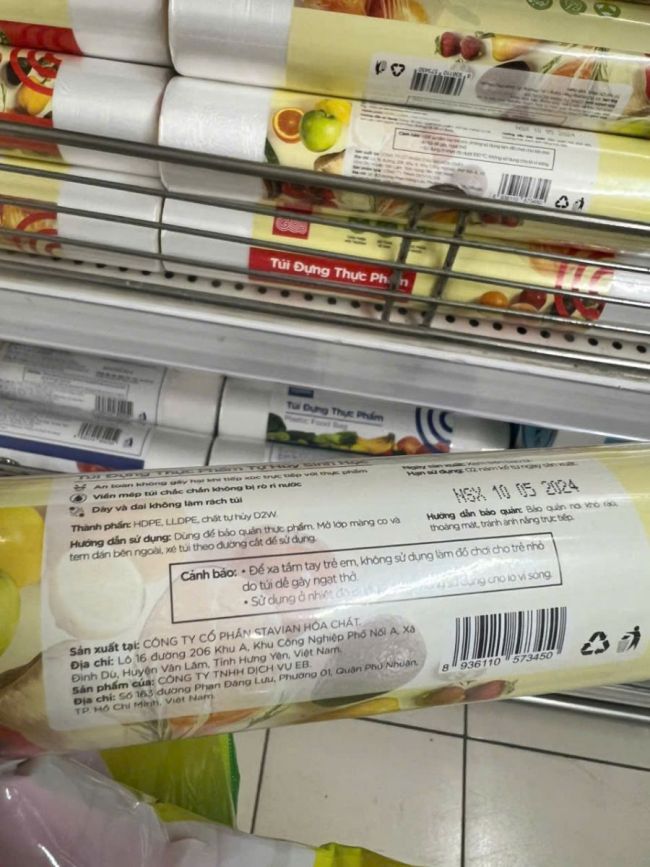 Túi Đựng Thực Phẩm
8 936110 573450
Túi Đựng Thực Phẩm
Plastic Food Bag
Túi Đựng Thực Phẩm Tự Hủy Sinh Học
An toàn không gây hại khi tiếp xúc trực tiếp với thực phẩm
Viền mép túi chắc chắn không bị rò rỉ nước
Dày và dai không làm rách túi
Thành phần: HDPE, LLDPE, chất tự hủy D2W.
Hướng dẫn sử dụng: Dùng để bảo quản thực phẩm. Mở lớp màng co và
tem dán bên ngoài, xé túi theo đường cắt để sử dụng.
Hạn sử dụng: 02 năm kể từ ngày sản xuất.
NSX 10 05 2024
Hướng dẫn bảo quản: Bảo quản nơi khô ráo,
thoáng mát, tránh ánh nắng trực tiếp.
Cảnh báo: • Để xa tầm tay trẻ em, không sử dụng làm đồ chơi cho trẻ nhỏ
do túi dễ gây ngạt thở.
• Sử dụng ở nhiệt độ dụng cho lò vi sóng.
Sản xuất tại: CÔNG TY CỔ PHẦN STAVIAN HÓA CHẤT.
Địa chỉ: Lô 16 đường 206 Khu A, Khu Công Nghiệp Phố Nối A, Xã
Đình Dù, Huyện Văn Lâm, Tỉnh Hưng Yên, Việt Nam.
Sản phẩm của: CÔNG TY TNHH DỊCH VỤ EB.
Địa chỉ: Số 163 đường Phan Đăng Lưu, Phường 01, Quận Phú Nhuận,
TP. Hồ Chí Minh, Việt Nam.
8 936110 573450